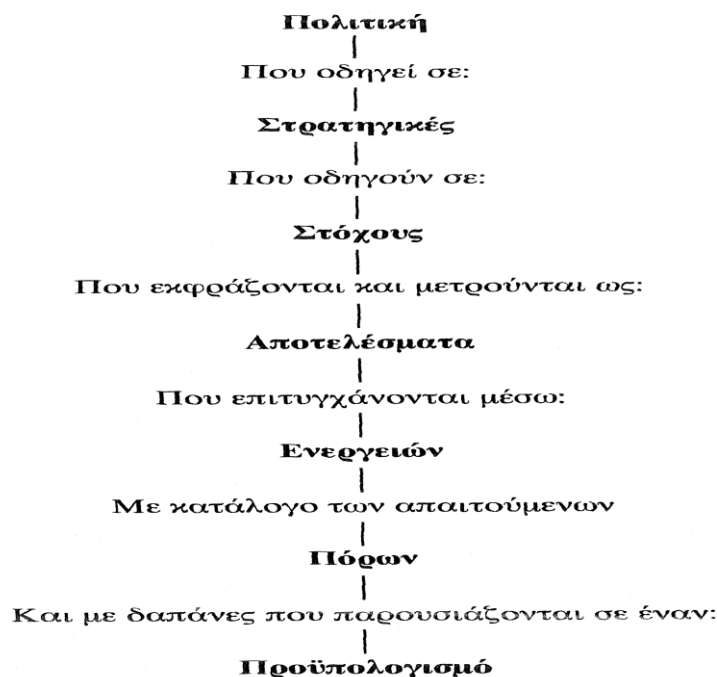 Πολιτική
Που οδηγεί σε:
Στρατηγικές
Που οδηγούν σε:
Στόχους
Που εκφράζονται και μετρούνται ως:
Αποτελέσματα
Που επιτυγχάνονται μέσω:
Ενεργειών
Με κατάλογο των απαιτούμενων
Πόρων
Και με δαπάνες που παρουσιάζονται σε έναν:
Προϋπολογισμό